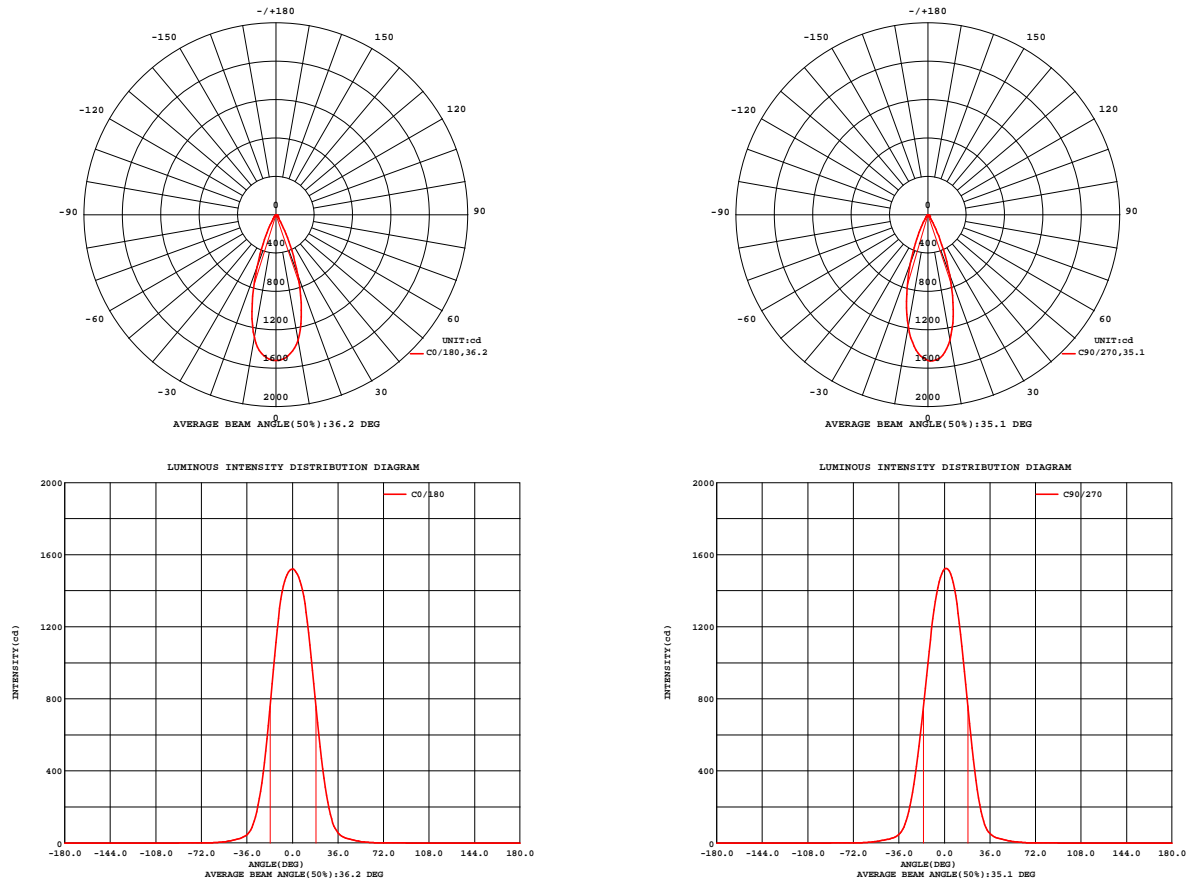 -/+180
-150
150
-120
120
-90
90
-60
60
-30
30
0
0
400
800
1200
1600
2000
UNIT:cd
C0/180,36.2
AVERAGE BEAM ANGLE(50%):36.2 DEG
-/+180
-150
150
-120
120
-90
90
-60
60
-30
30
0
0
400
800
1200
1600
2000
UNIT:cd
C90/270,35.1
AVERAGE BEAM ANGLE(50%):35.1 DEG
LUMINOUS INTENSITY DISTRIBUTION DIAGRAM
C0/180
2000
1600
1200
800
400
0
INTENSITY(cd)
-180.0 -144.0 -108.0 -72.0 -36.0 0.0 36.0 72.0 108.0 144.0 180.0
ANGLE(DEG)
AVERAGE BEAM ANGLE(50%):36.2 DEG
LUMINOUS INTENSITY DISTRIBUTION DIAGRAM
C90/270
2000
1600
1200
800
400
0
INTENSITY(cd)
-180.0 -144.0 -108.0 -72.0 -36.0 0.0 36.0 72.0 108.0 144.0 180.0
ANGLE(DEG)
AVERAGE BEAM ANGLE(50%):35.1 DEG